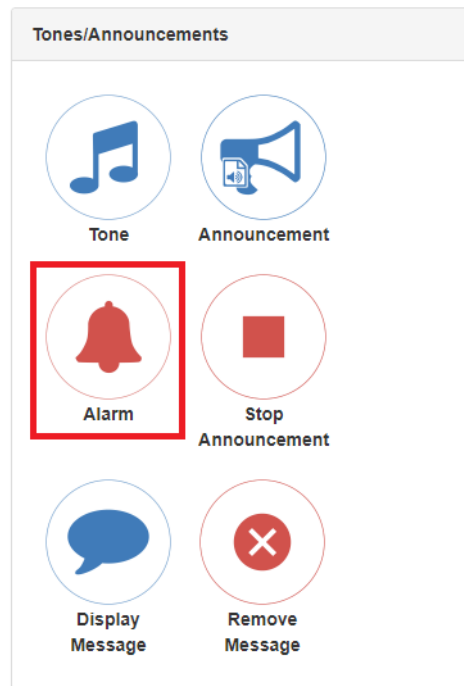 Tones/Announcements
Tone
Announcement
Alarm
Stop
Announcement
Display
Message
Remove
Message